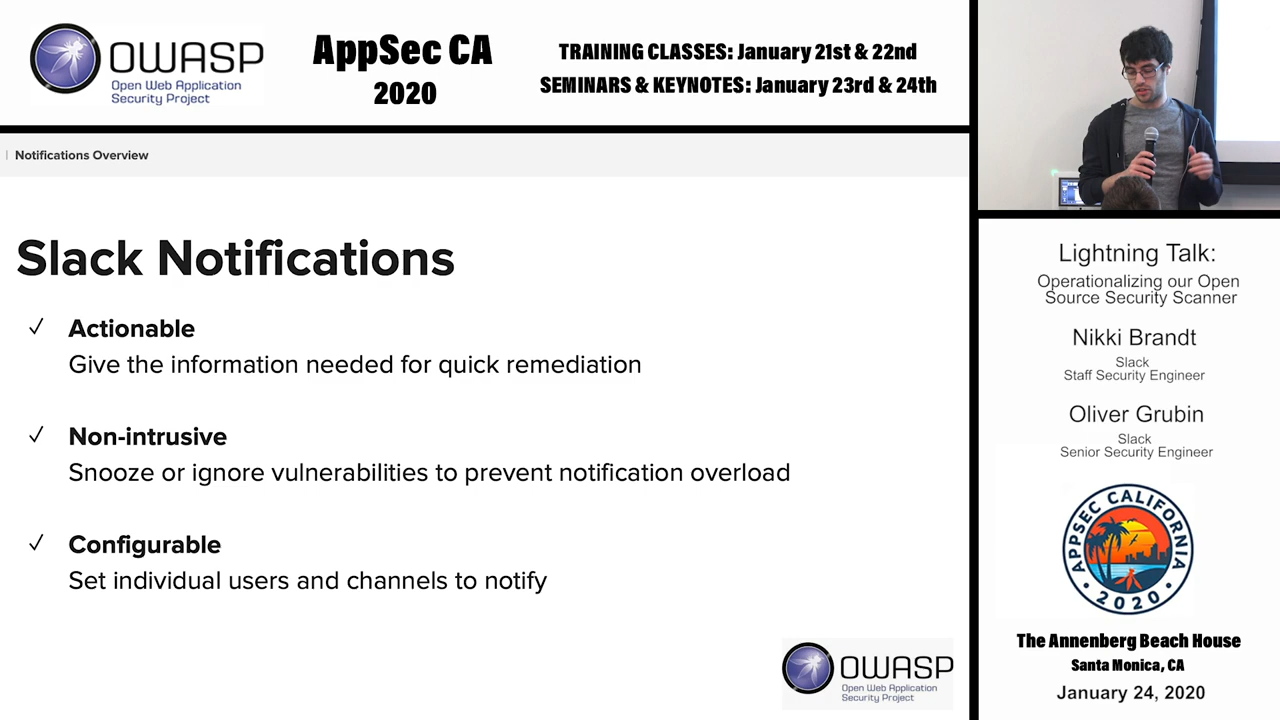 OWASP
Open Web Application
Security Project
AppSec CA
2020
TRAINING CLASSES: January 21st & 22nd
SEMINARS & KEYNOTES: January 23rd & 24th
Notifications Overview
Slack Notifications
✓ Actionable
Give the information needed for quick remediation
✓ Non-intrusive
Snooze or ignore vulnerabilities to prevent notification overload
✓ Configurable
Set individual users and channels to notify
OWASP
Open Web Application
Security Project
Lightning Talk:
Operationalizing our Open
Source Security Scanner
Nikki Brandt
Slack
Staff Security Engineer
Oliver Grubin
Slack
Senior Security Engineer
APPSEC CALIFORNIA
• 2020 •
The Annenberg Beach House
Santa Monica, CA
January 24, 2020